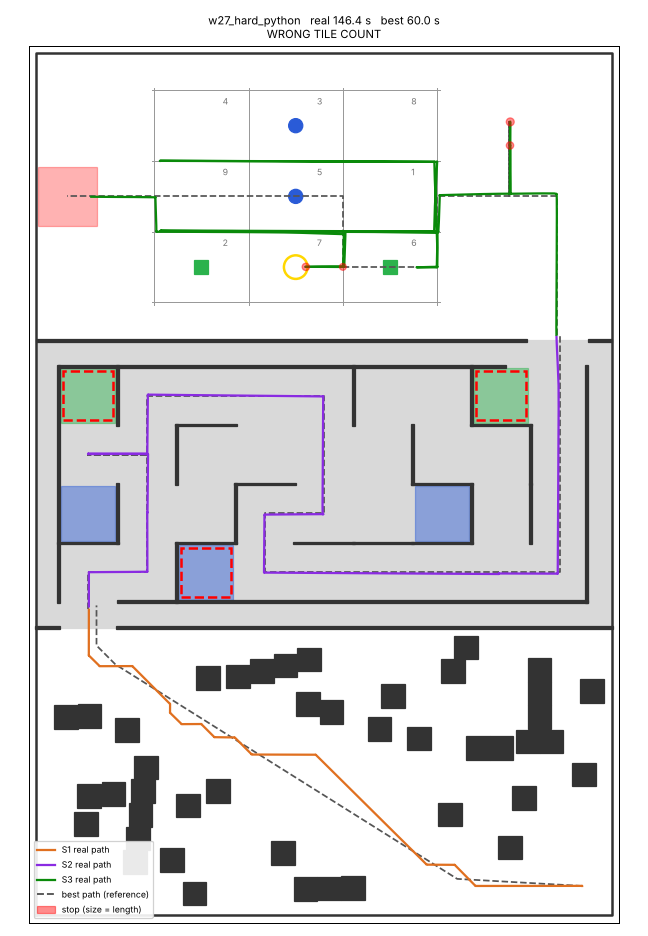 w27_hard_python   real 146.4 s   best 60.0 s
WRONG TILE COUNT
4
3
8
9
5
1
2
7
6
S1 real path
S2 real path
S3 real path
best path (reference)
stop (size = length)